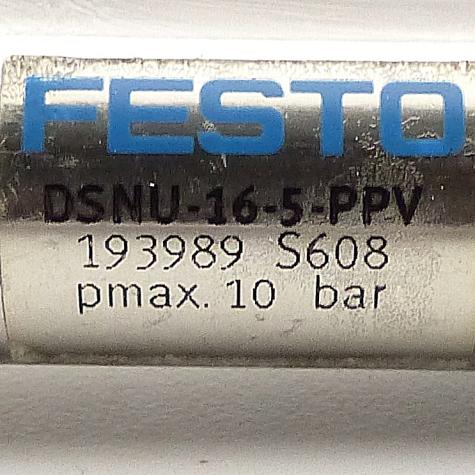 FESTO
DSNU-16-5-PPV
193989 S608
pmax. 10 bar